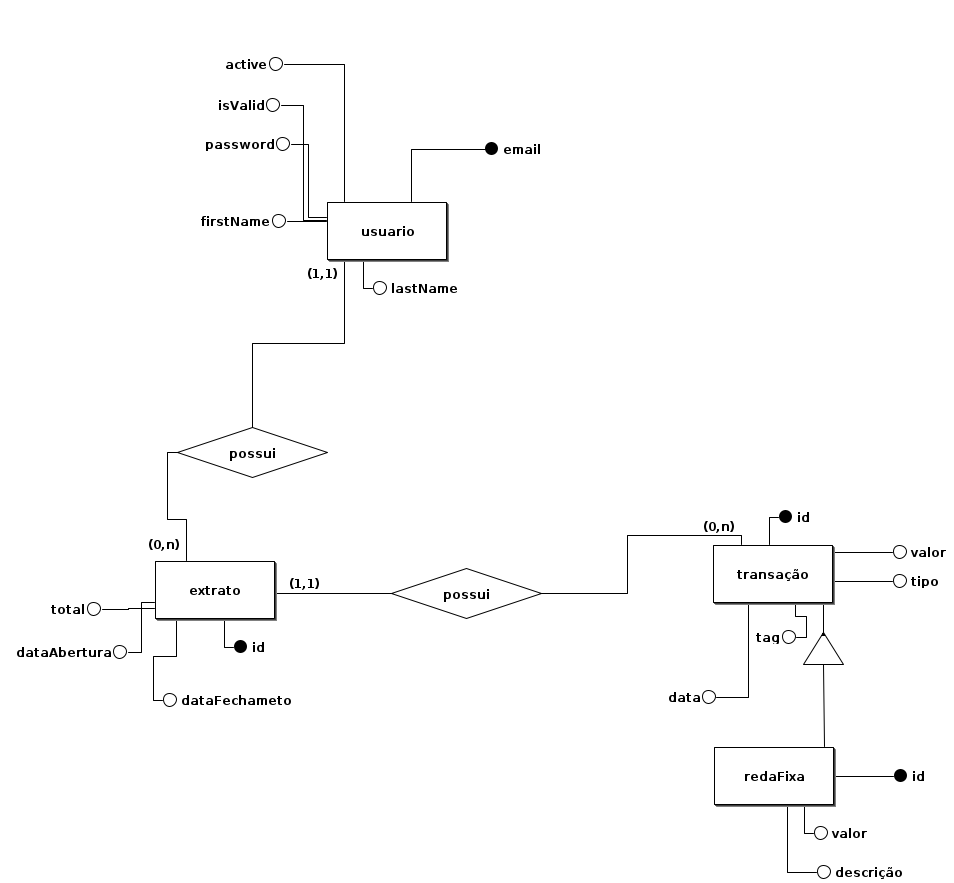 active
isValid
password
email
firstName
usuario
(1,1)
lastName
possui
(0,n)
id
(0,n)
valor
transação
(1,1)
tipo
extrato
possui
total
tag
id
dataAbertura
data
dataFechameto
redaFixa
id
valor
descrição